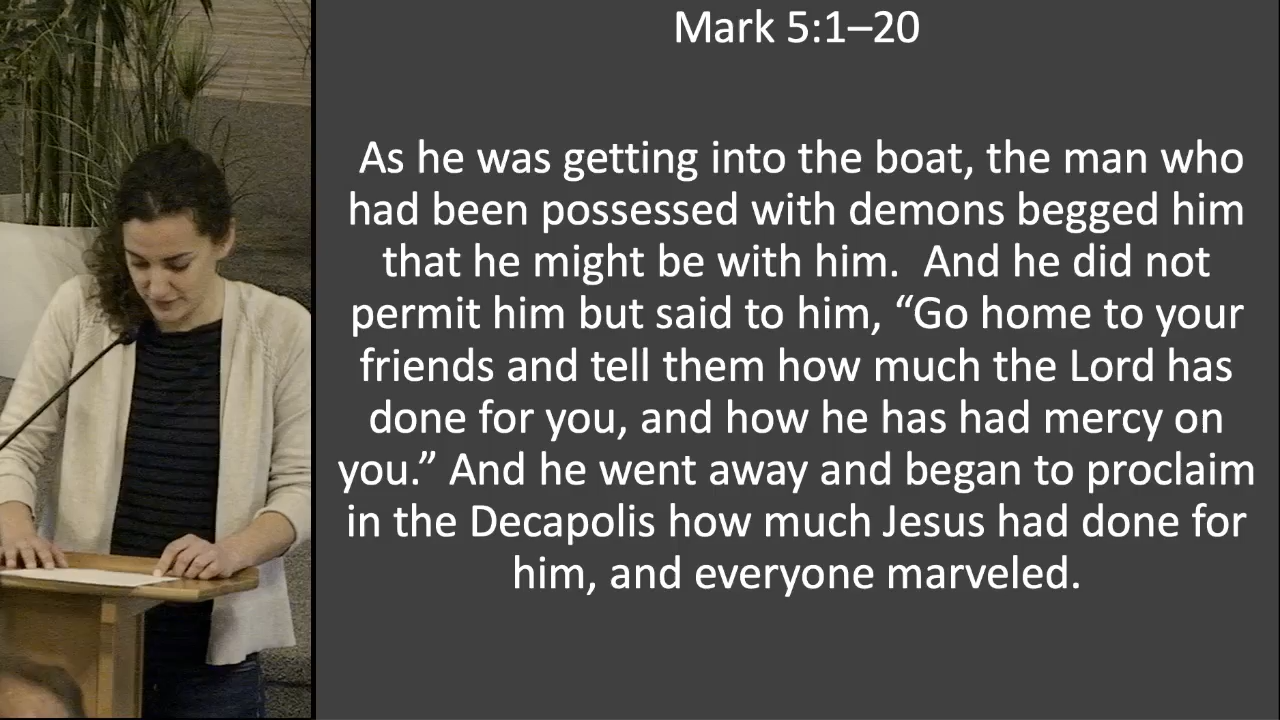 Mark 5:1–20
As he was getting into the boat, the man who
had been possessed with demons begged him
that he might be with him.  And he did not
permit him but said to him, “Go home to your
friends and tell them how much the Lord has
done for you, and how he has had mercy on
you.” And he went away and began to proclaim
in the Decapolis how much Jesus had done for
him, and everyone marveled.